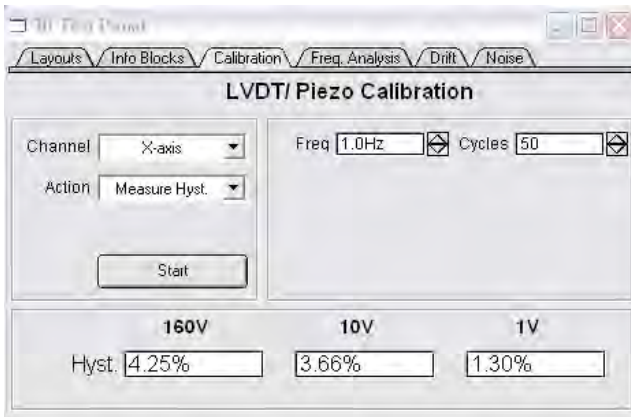 Layouts Info Blocks Calibration Freq. Analysis Drift Noise
LVDT/ Piezo Calibration
Channel X-axis
Freq 1.0Hz Cycles 50
Action Measure Hyst.
Start
160V 10V 1V
Hyst. 4.25% 3.66% 1.30%